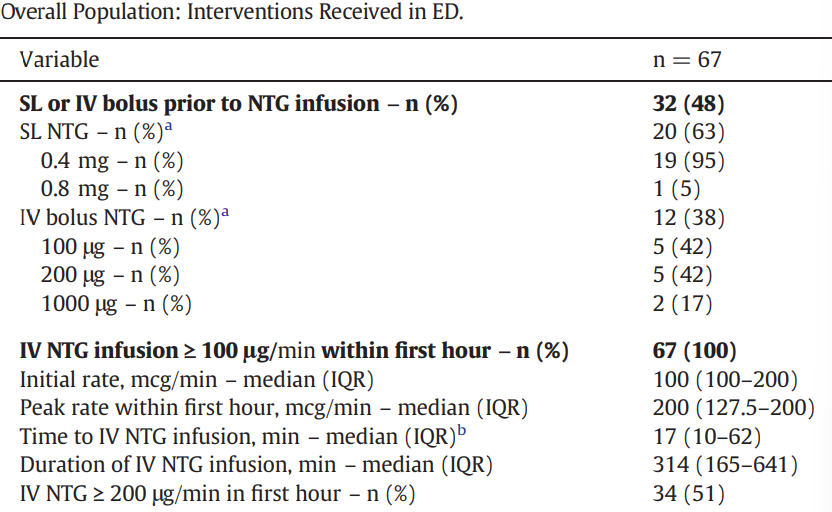 Overall Population: Interventions Received in ED.
Variable n = 67
SL or IV bolus prior to NTG infusion – n (%) 32 (48)
SL NTG – n (%)a 20 (63)
0.4 mg – n (%) 19 (95)
0.8 mg – n (%) 1 (5)
IV bolus NTG – n (%)a 12 (38)
100 μg – n (%) 5 (42)
200 μg – n (%) 5 (42)
1000 μg – n (%) 2 (17)
IV NTG infusion ≥ 100 μg/min within first hour – n (%) 67 (100)
Initial rate, mcg/min – median (IQR) 100 (100–200)
Peak rate within first hour, mcg/min – median (IQR) 200 (127.5–200)
Time to IV NTG infusion, min – median (IQR)b 17 (10–62)
Duration of IV NTG infusion, min – median (IQR) 314 (165–641)
IV NTG ≥ 200 μg/min in first hour – n (%) 34 (51)